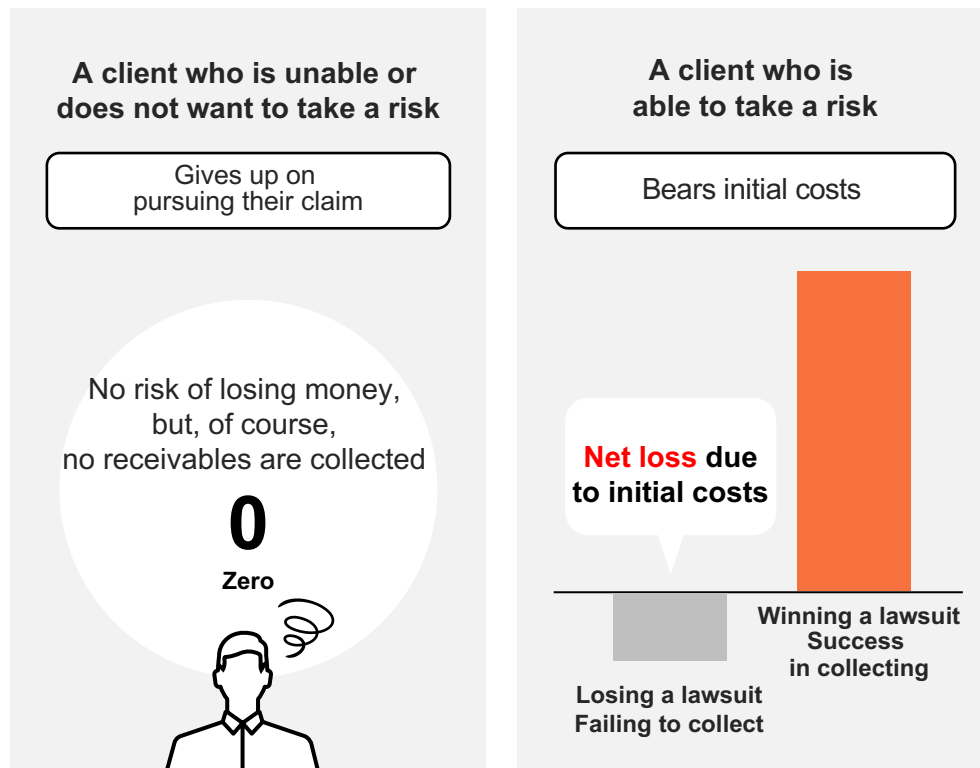 A client who is unable or
does not want to take a risk
Gives up on
pursuing their claim
No risk of losing money,
but, of course,
no receivables are collected
0
Zero
A client who is
able to take a risk
Bears initial costs
Net loss due
to initial costs
Winning a lawsuit
Success
in collecting
Losing a lawsuit
Failing to collect